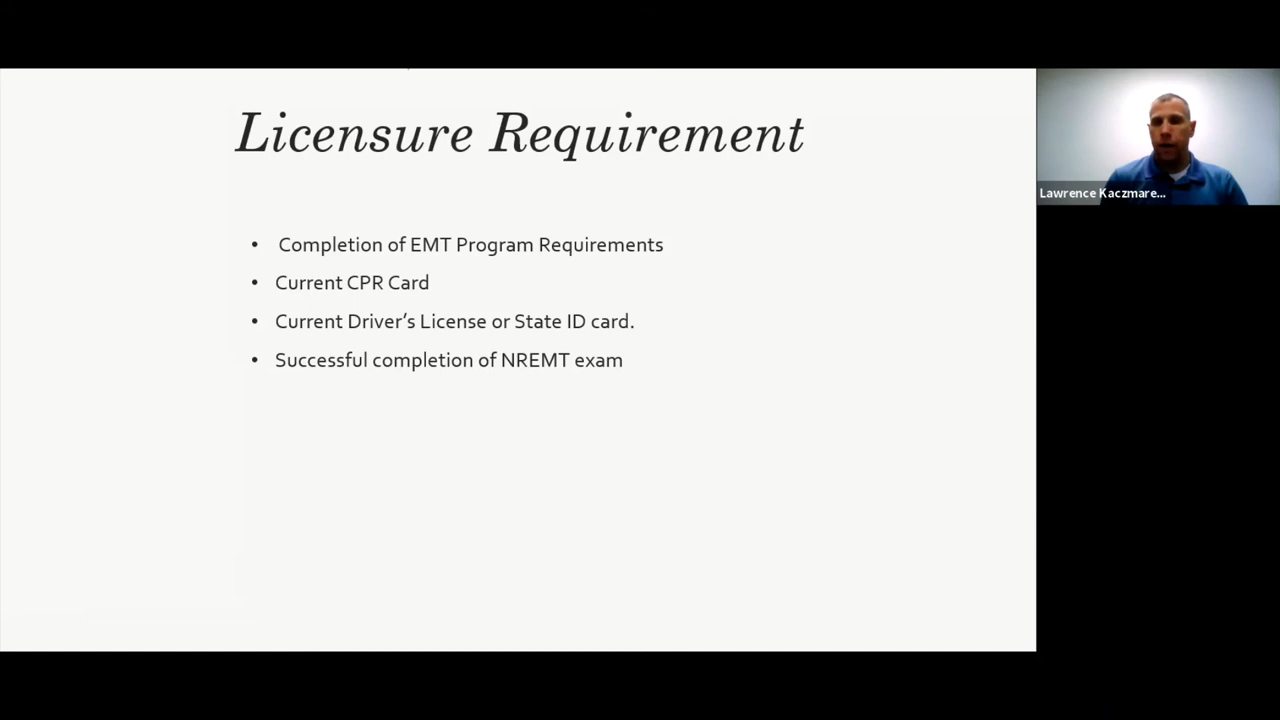 Licensure Requirement
• Completion of EMT Program Requirements
• Current CPR Card
• Current Driver’s License or State ID card.
• Successful completion of NREMT exam
Lawrence Kaczmare...